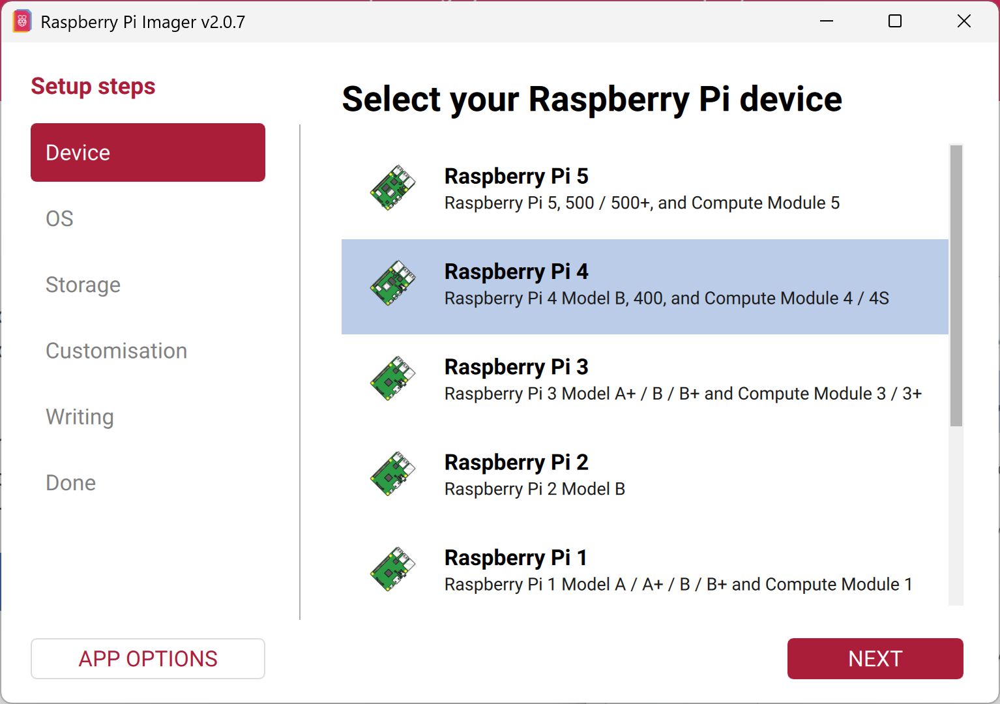 Raspberry Pi Imager v2.0.7
Setup steps
Device
OS
Storage
Customisation
Writing
Done
APP OPTIONS
Select your Raspberry Pi device
Raspberry Pi 5
Raspberry Pi 5, 500 / 500+, and Compute Module 5
Raspberry Pi 4
Raspberry Pi 4 Model B, 400, and Compute Module 4 / 4S
Raspberry Pi 3
Raspberry Pi 3 Model A+ / B / B+ and Compute Module 3 / 3+
Raspberry Pi 2
Raspberry Pi 2 Model B
Raspberry Pi 1
Raspberry Pi 1 Model A / A+ / B / B+ and Compute Module 1
NEXT